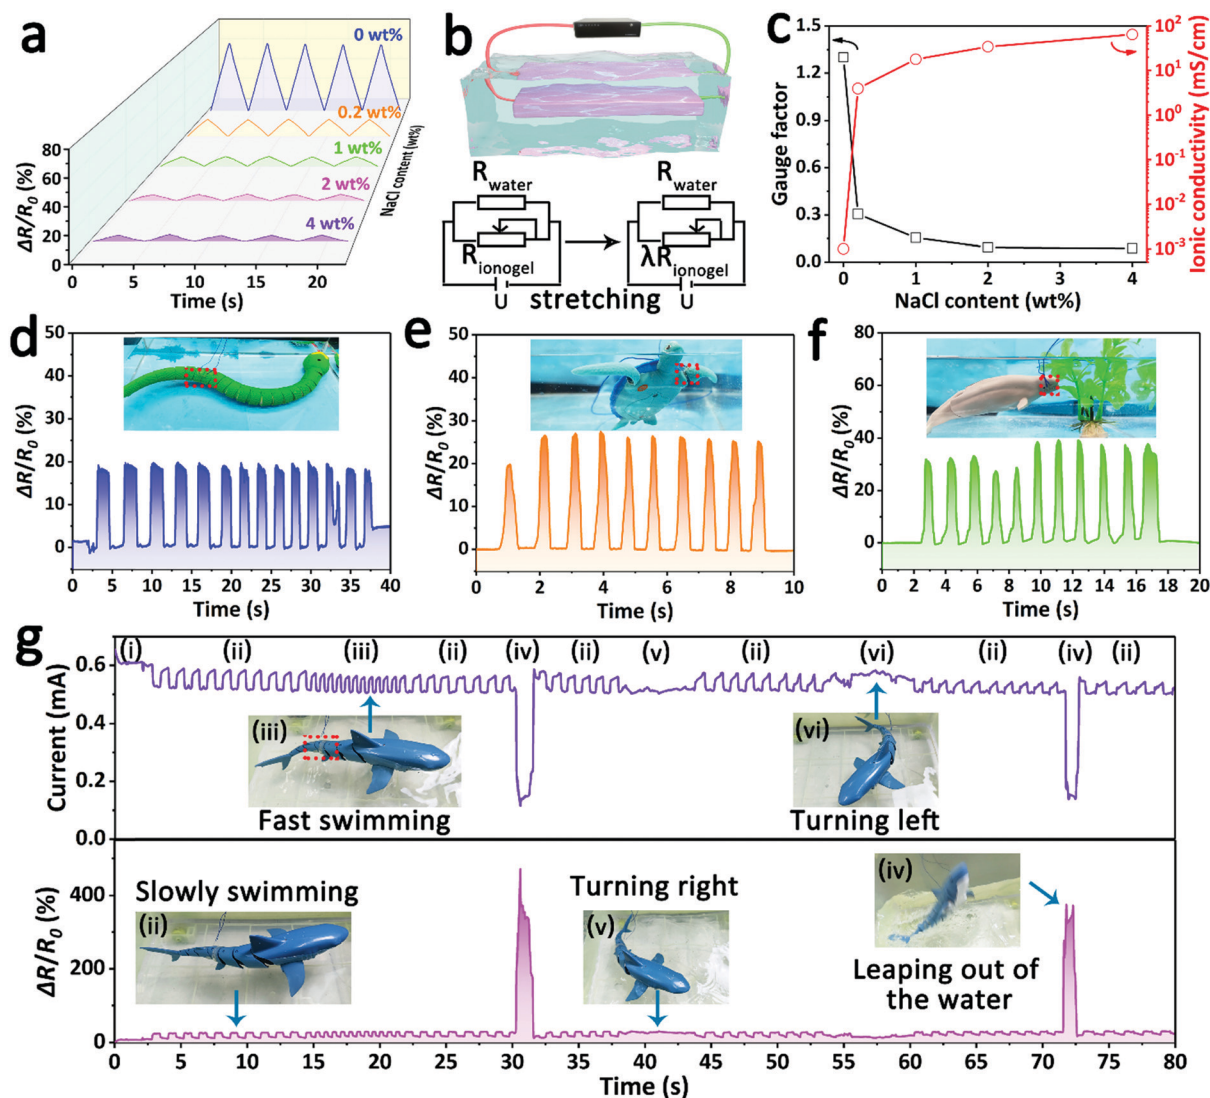 a
0 wt%
0.2 wt%
1 wt%
2 wt%
4 wt%
NaCl content (wt%)
ΔR/R0 (%)
80
60
40
20
0
0 5 10 15 20
Time (s)
b
Rwater
Rionogel
U
stretching
Rwater
λRionogel
U
c
Gauge factor
1.5
1.2
0.9
0.6
0.3
0.0
0 1 2 3 4
NaCl content (wt%)
Ionic conductivity (mS/cm)
10^2
10^1
10^0
10^-1
10^-2
10^-3
d
ΔR/R0 (%)
50
40
30
20
10
0
0 5 10 15 20 25 30 35 40
Time (s)
e
ΔR/R0 (%)
50
40
30
20
10
0
0 2 4 6 8 10
Time (s)
f
ΔR/R0 (%)
80
60
40
20
0
0 2 4 6 8 10 12 14 16 18 20
Time (s)
g
(i) (ii) (iii) (ii) (iv) (ii) (v) (ii) (vi) (ii) (iv) (ii)
Current (mA)
0.6
0.4
0.2
0.0
(iii)
Fast swimming
(vi)
Turning left
ΔR/R0 (%)
400
200
0
Slowly swimming
(ii)
Turning right
(v)
(iv)
Leaping out of
the water
0 5 10 15 20 25 30 35 40 45 50 55 60 65 70 75 80
Time (s)